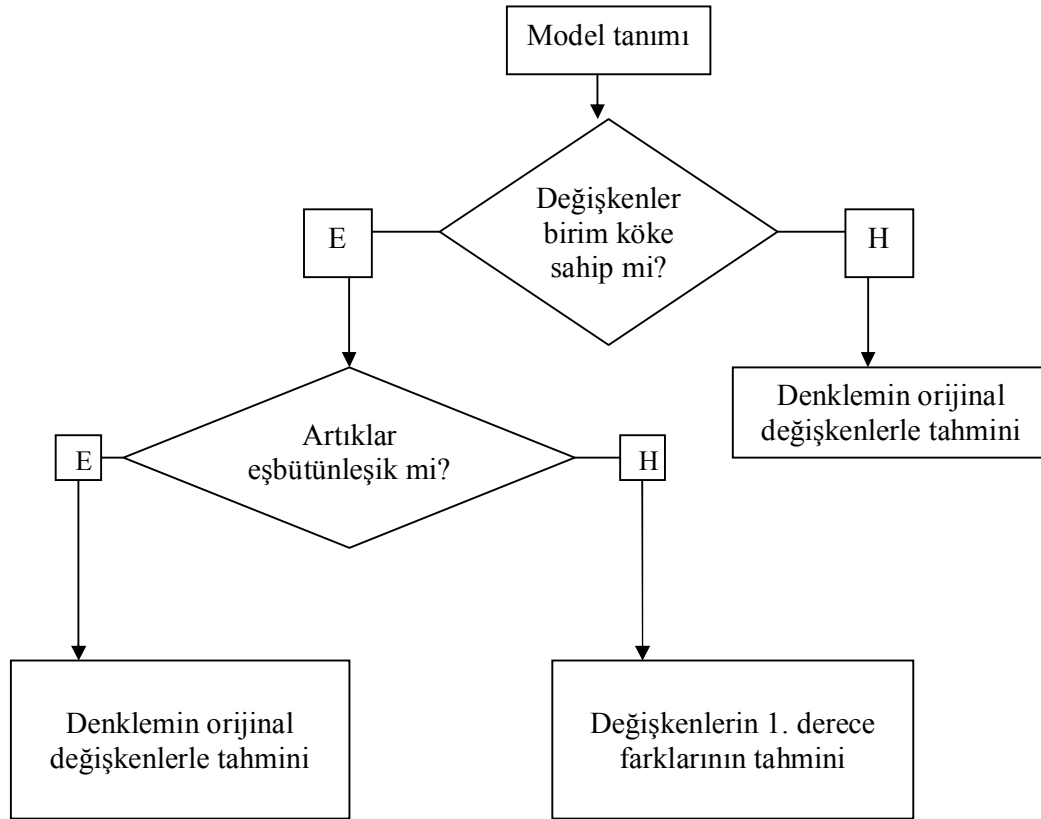 Model tanımı
Değişkenler
birim köke
sahip mi?
E
H
Denklemin orijinal
değişkenlerle tahmini
Artıklar
eşbütünleşik mi?
E
H
Denklemin orijinal
değişkenlerle tahmini
Değişkenlerin 1. derece
farklarının tahmini